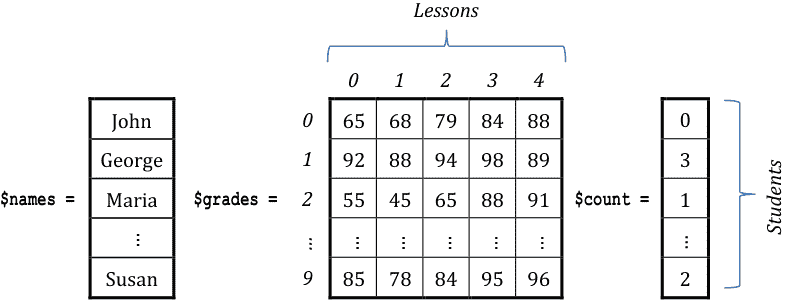 Lessons
0 1 2 3 4
John 0 65 68 79 84 88 0
George 1 92 88 94 98 89 3
$names = Maria $grades = 2 55 45 65 88 91 $count = 1
⋮ ⋮ ⋮ ⋮ ⋮ ⋮ ⋮ ⋮
Susan 9 85 78 84 95 96 2
Students